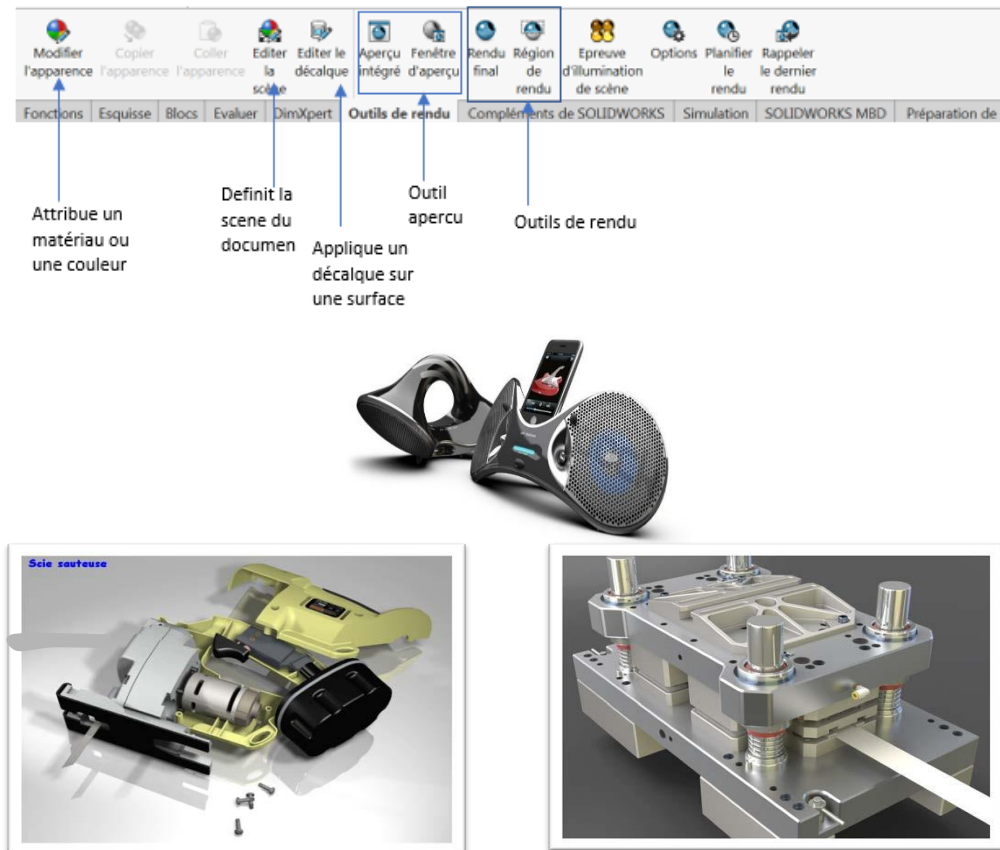 Modifier l'apparence
Copier l'apparence
Coller l'apparence
Editer la scène
Editer le décalque
Aperçu intégré
Fenêtre d'aperçu
Rendu final
Région de rendu
Epreuve d'illumination de scène
Options
Planifier le rendu
Rappeler le dernier rendu
Fonctions
Esquisse
Blocs
Evaluer
DimXpert
Outils de rendu
Compléments de SOLIDWORKS
Simulation
SOLIDWORKS MBD
Préparation de
Attribue un
matériau ou
une couleur
Definit la
scene du
documen
Applique un
décalque sur
une surface
Outil
apercu
Outils de rendu
Scie sauteuse